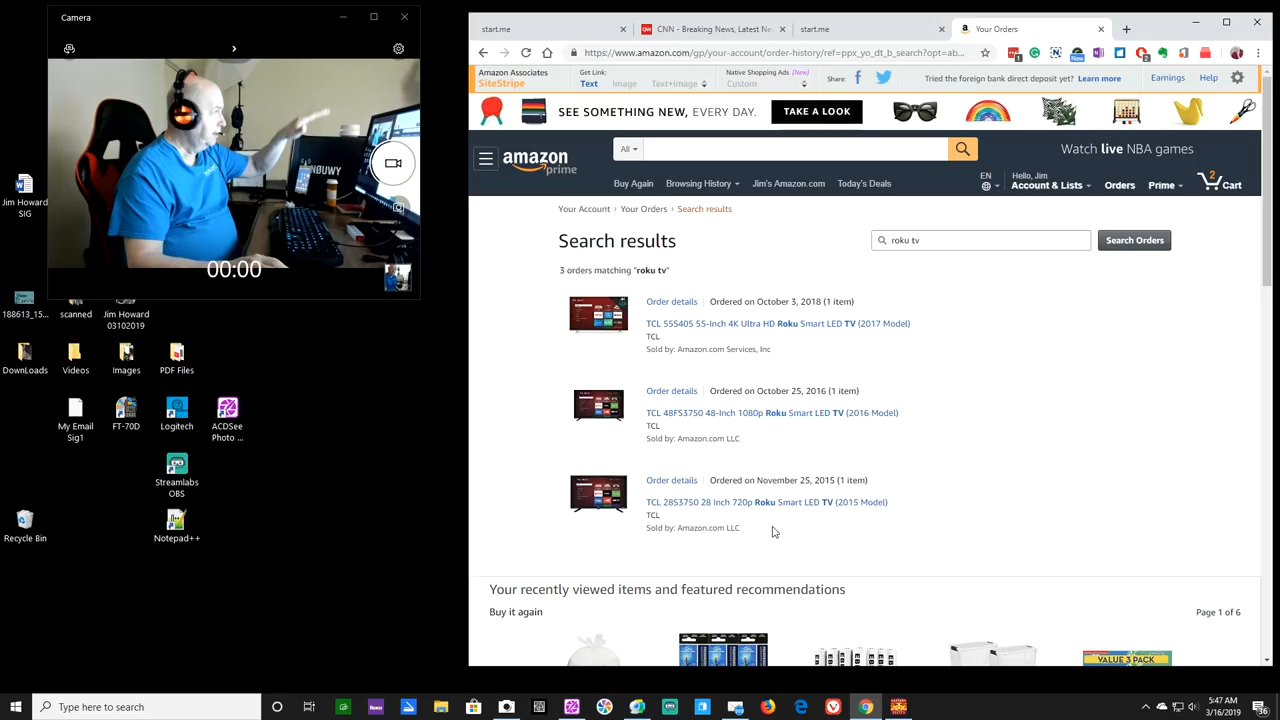 Camera
00:00
NØUWY
Jim Howard
SIG
188613_15...
scanned
Jim Howard
03102019
DownLoads
Videos
Images
PDF Files
My Email
Sig1
FT-70D
Logitech
ACDSee
Photo ...
Streamlabs
OBS
Recycle Bin
Notepad++
start.me
CNN - Breaking News, Latest Ne
start.me
Your Orders
https://www.amazon.com/gp/your-account/order-history/ref=ppx_yo_dt_b_search?opt=ab...
Amazon Associates
SiteStripe
Get Link:
Text
Image
Text+Image
Native Shopping Ads (New)
Custom
Share:
Tried the foreign bank direct deposit yet? Learn more
Earnings
Help
SEE SOMETHING NEW, EVERY DAY.
TAKE A LOOK
amazon
prime
All
Watch live NBA games
Buy Again
Browsing History
Jim's Amazon.com
Today's Deals
EN
Hello, Jim
Account & Lists
Orders
Prime
2
Cart
Your Account › Your Orders › Search results
Search results
roku tv
Search Orders
3 orders matching "roku tv"
Order details
Ordered on October 3, 2018 (1 item)
TCL 55S405 55-Inch 4K Ultra HD Roku Smart LED TV (2017 Model)
TCL
Sold by: Amazon.com Services, Inc
Order details
Ordered on October 25, 2016 (1 item)
TCL 48FS3750 48-Inch 1080p Roku Smart LED TV (2016 Model)
TCL
Sold by: Amazon.com LLC
Order details
Ordered on November 25, 2015 (1 item)
TCL 28S3750 28 Inch 720p Roku Smart LED TV (2015 Model)
TCL
Sold by: Amazon.com LLC
Your recently viewed items and featured recommendations
Buy it again
Page 1 of 6
VALUE 3 PACK
Type here to search
5:47 AM
3/16/2019
36